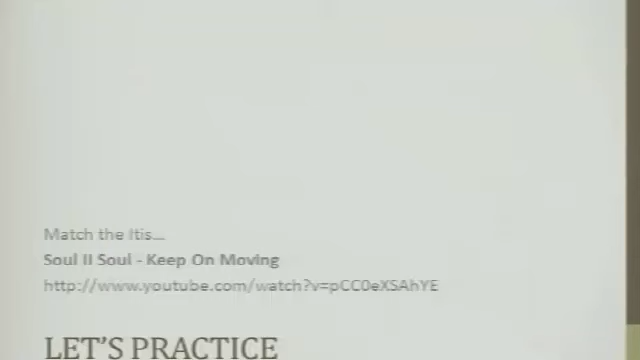 Match the Itis...
Soul II Soul - Keep On Moving
http://www.youtube.com/watch?v=pCC0eXSAhYE
LET'S PRACTICE